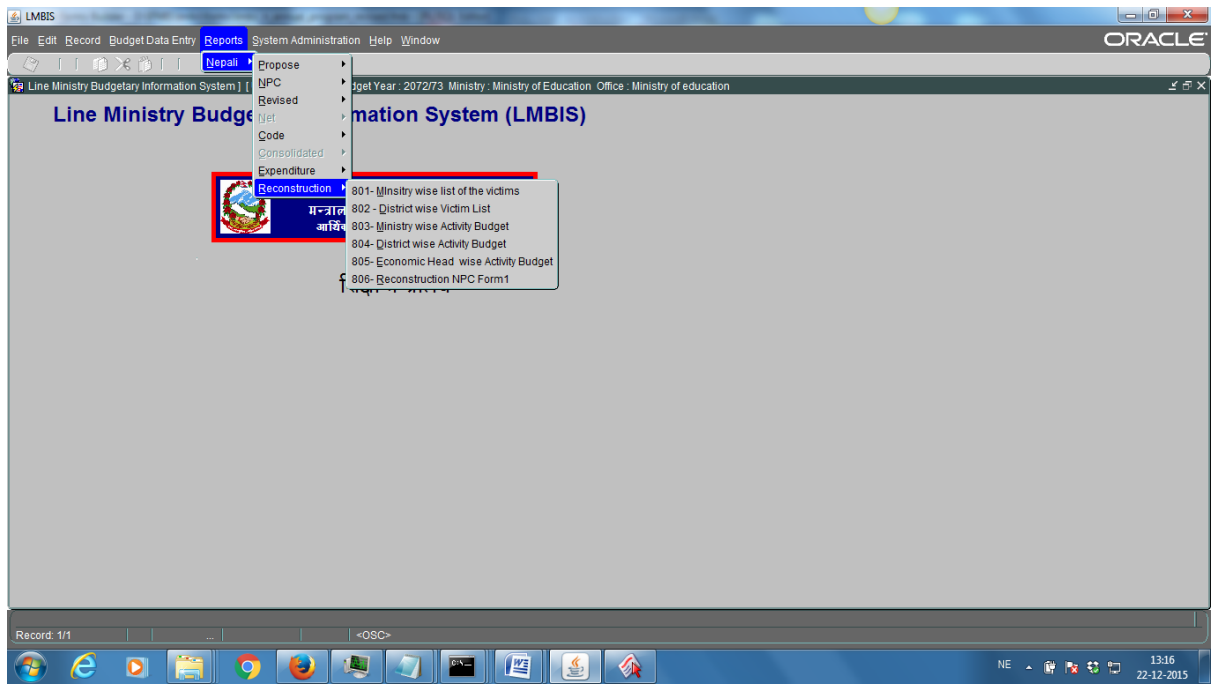 LMBIS
File Edit Record Budget Data Entry Reports System Administration Help Window
ORACLE
Nepali
Propose
NPC
Revised
Net
Code
Consolidated
Expenditure
Reconstruction
Line Ministry Budgetary Information System ] [ dget Year : 2072/73 Ministry : Ministry of Education Office : Ministry of education
Line Ministry Budge mation System (LMBIS)
801- MInsitry wise list of the victims
802 - District wise Victim List
803- Ministry wise Activity Budget
804- District wise Activity Budget
805- Economic Head wise Activity Budget
806- Reconstruction NPC Form1
Record: 1/1 ... <OSC>
NE
13:16
22-12-2015